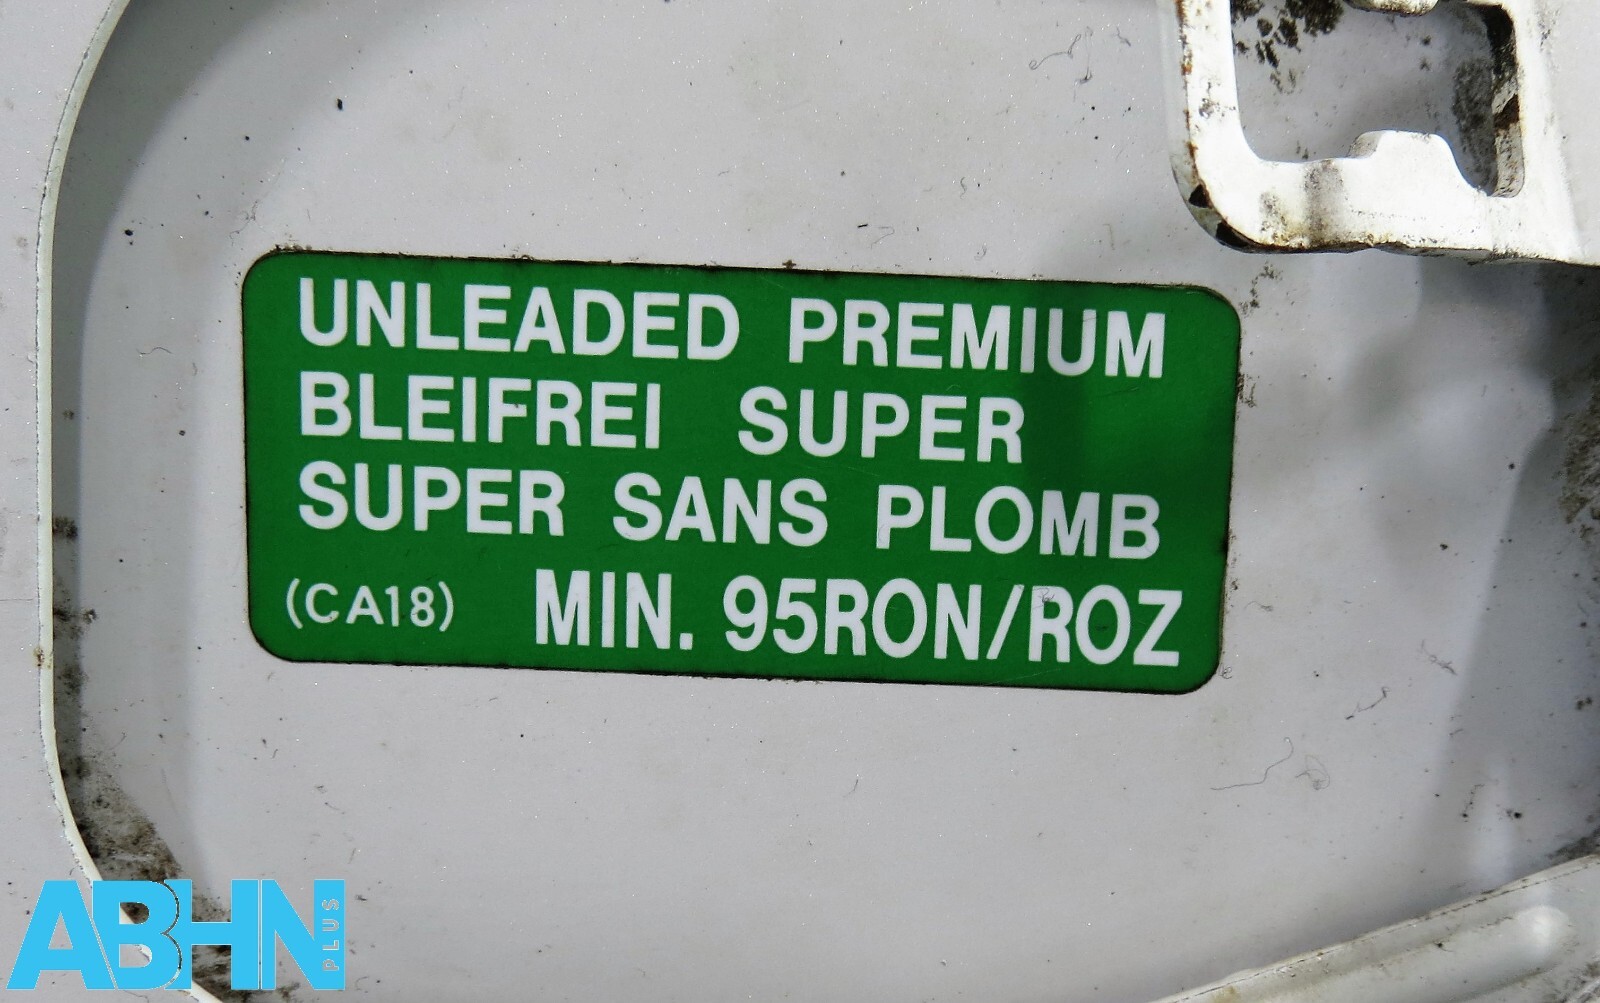 UNLEADED PREMIUM
BLEIFREI SUPER
SUPER SANS PLOMB
(CA18) MIN. 95RON/ROZ
ABHN PLUS